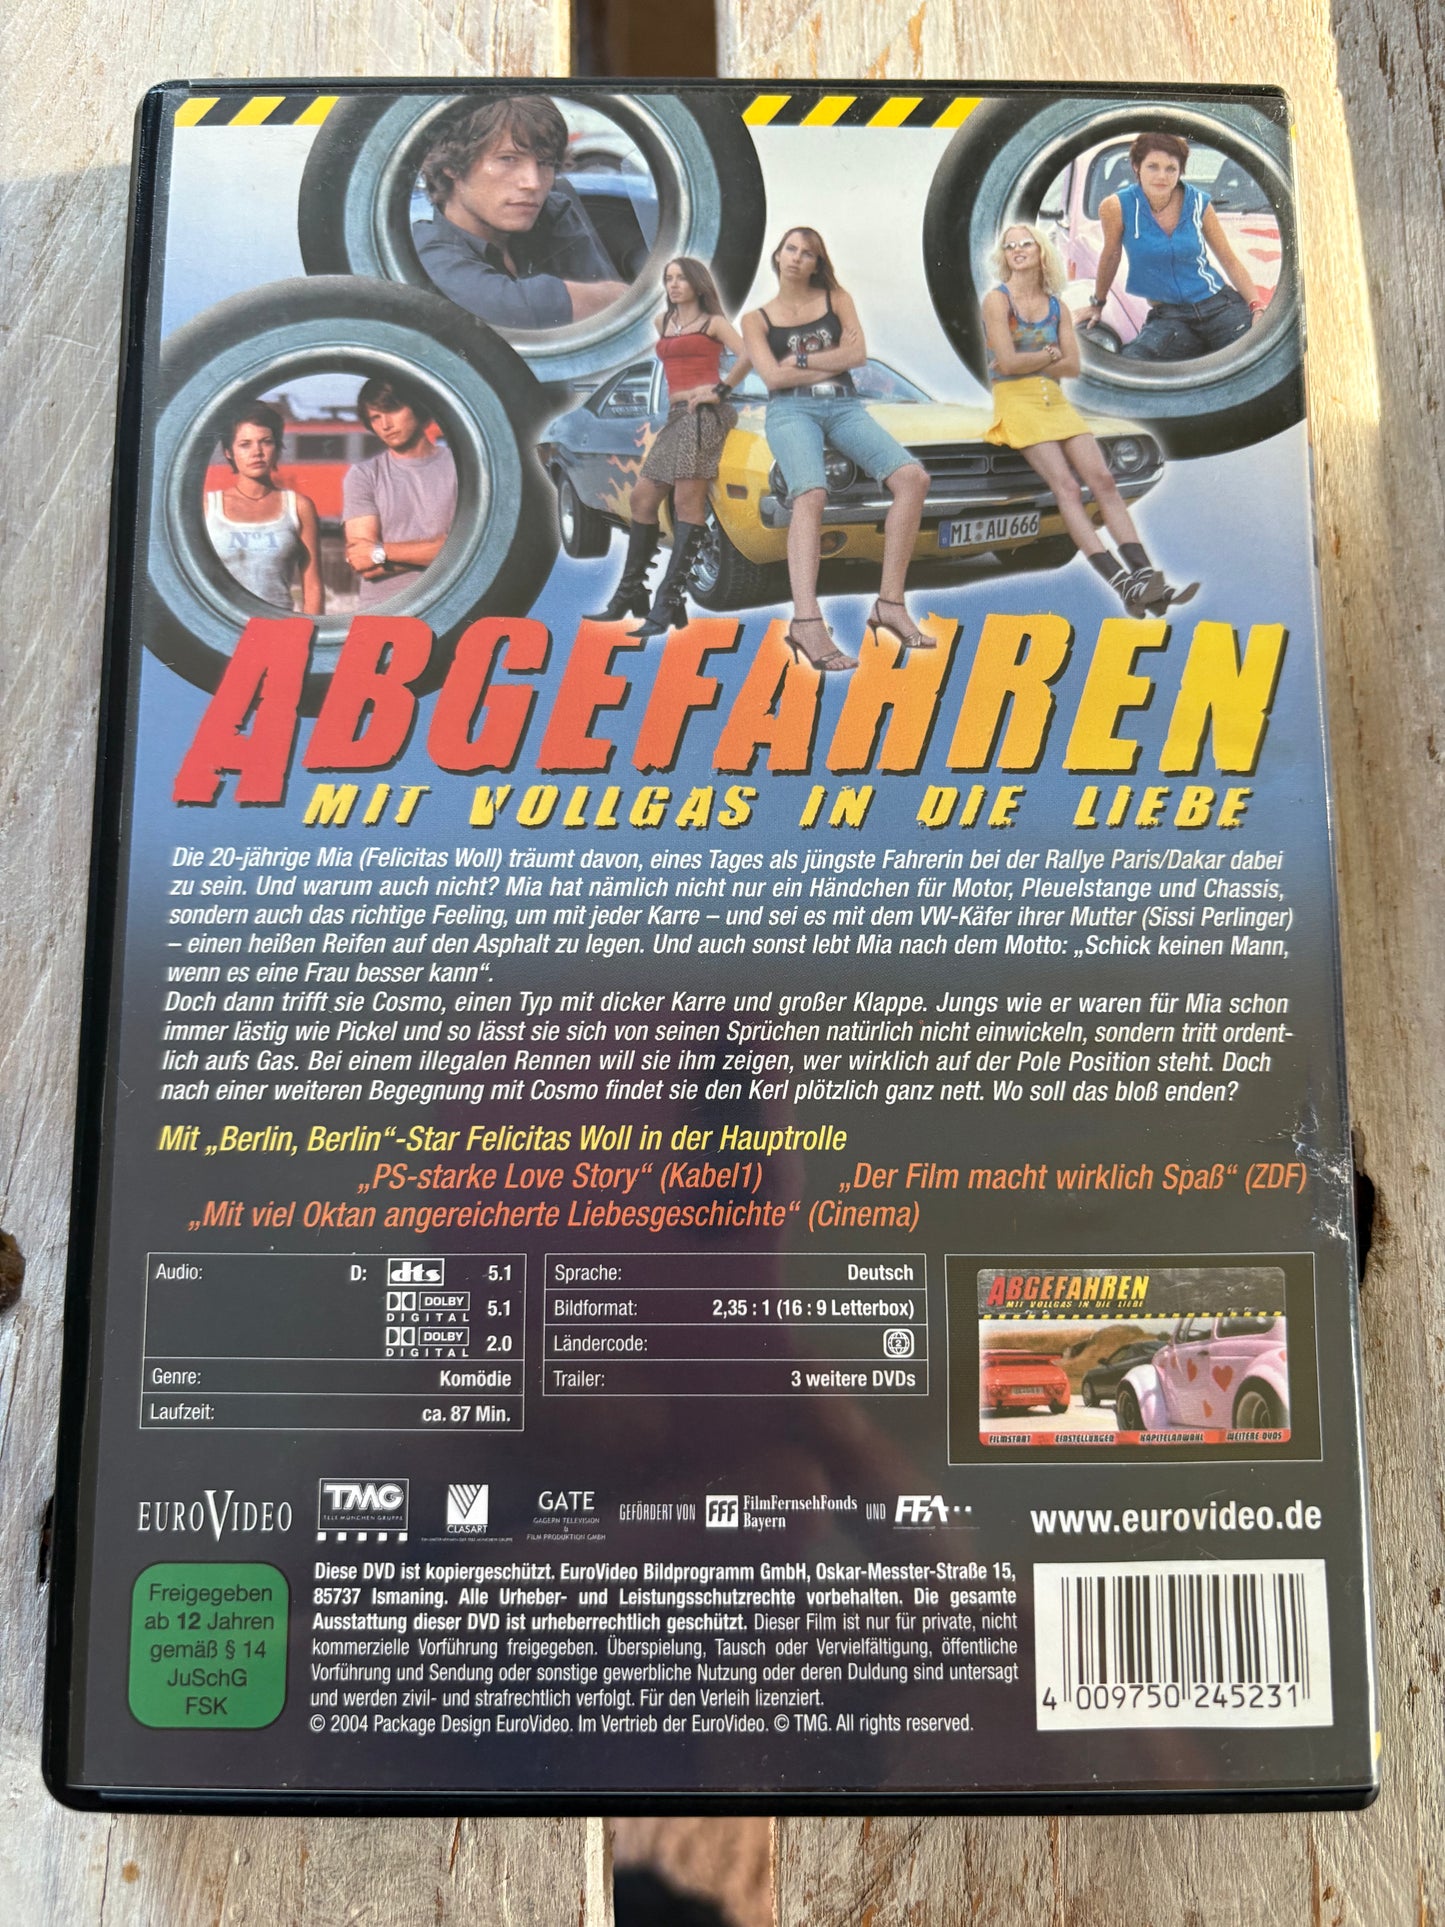 Nº1
MI AU 666
ABGEFAHREN
MIT VOLLGAS IN DIE LIEBE
Die 20-jährige Mia (Felicitas Woll) träumt davon, eines Tages als jüngste Fahrerin bei der Rallye Paris/Dakar dabei
zu sein. Und warum auch nicht? Mia hat nämlich nicht nur ein Händchen für Motor, Pleuelstange und Chassis,
sondern auch das richtige Feeling, um mit jeder Karre – und sei es mit dem VW-Käfer ihrer Mutter (Sissi Perlinger)
– einen heißen Reifen auf den Asphalt zu legen. Und auch sonst lebt Mia nach dem Motto: „Schick keinen Mann,
wenn es eine Frau besser kann“.
Doch dann trifft sie Cosmo, einen Typ mit dicker Karre und großer Klappe. Jungs wie er waren für Mia schon
immer lästig wie Pickel und so lässt sie sich von seinen Sprüchen natürlich nicht einwickeln, sondern tritt ordent-
lich aufs Gas. Bei einem illegalen Rennen will sie ihm zeigen, wer wirklich auf der Pole Position steht. Doch
nach einer weiteren Begegnung mit Cosmo findet sie den Kerl plötzlich ganz nett. Wo soll das bloß enden?
Mit „Berlin, Berlin“-Star Felicitas Woll in der Hauptrolle
„PS-starke Love Story“ (Kabel1) „Der Film macht wirklich Spaß“ (ZDF)
„Mit viel Oktan angereicherte Liebesgeschichte“ (Cinema)
Audio: D: dts 5.1
DOLBY DIGITAL 5.1
DOLBY DIGITAL 2.0
Genre: Komödie
Laufzeit: ca. 87 Min.
Sprache: Deutsch
Bildformat: 2,35 : 1 (16 : 9 Letterbox)
Ländercode: 2
Trailer: 3 weitere DVDs
ABGEFAHREN
MIT VOLLGAS IN DIE LIEBE
FILMSTART EINSTELLUNGEN KAPITELANWAHL WEITERE DVDS
EUROVIDEO
TMG
TELE MÜNCHEN GRUPPE
CLASART
GATE
GAGERN TELEVISION
&
FILM PRODUKTION GMBH
GEFÖRDERT VON
FFF FilmFernsehFonds
Bayern
UND
FFA
www.eurovideo.de
Freigegeben
ab 12 Jahren
gemäß § 14
JuSchG
FSK
Diese DVD ist kopiergeschützt. EuroVideo Bildprogramm GmbH, Oskar-Messter-Straße 15,
85737 Ismaning. Alle Urheber- und Leistungsschutzrechte vorbehalten. Die gesamte
Ausstattung dieser DVD ist urheberrechtlich geschützt. Dieser Film ist nur für private, nicht
kommerzielle Vorführung freigegeben. Überspielung, Tausch oder Vervielfältigung, öffentliche
Vorführung und Sendung oder sonstige gewerbliche Nutzung oder deren Duldung sind untersagt
und werden zivil- und strafrechtlich verfolgt. Für den Verleih lizenziert.
© 2004 Package Design EuroVideo. Im Vertrieb der EuroVideo. © TMG. All rights reserved.
4 009750 245231